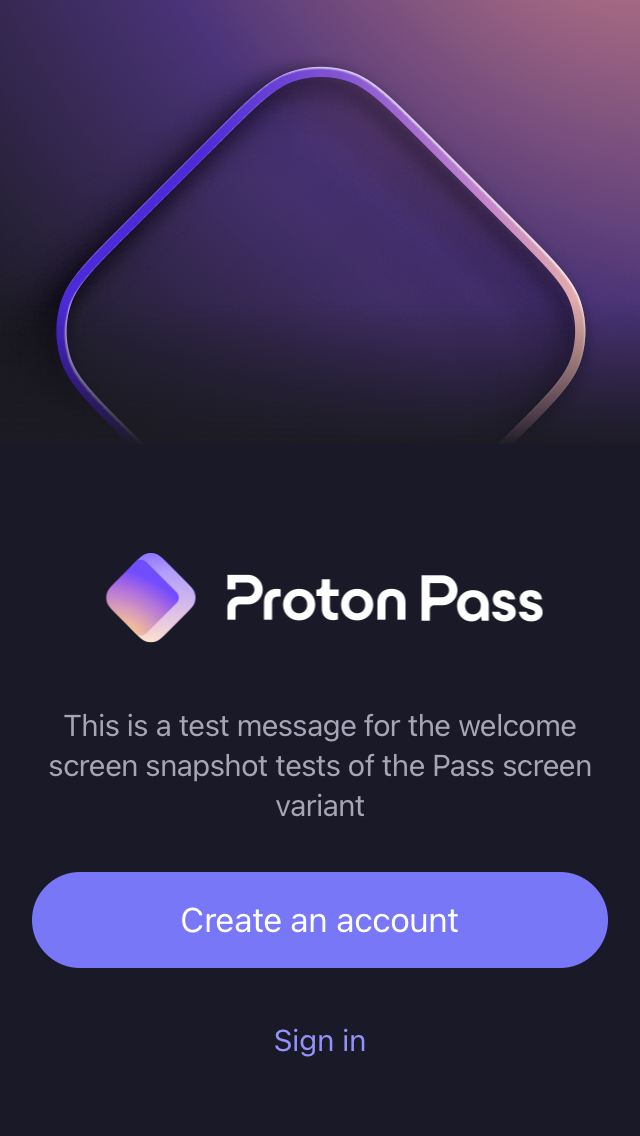 Proton Pass
This is a test message for the welcome
screen snapshot tests of the Pass screen
variant
Create an account
Sign in